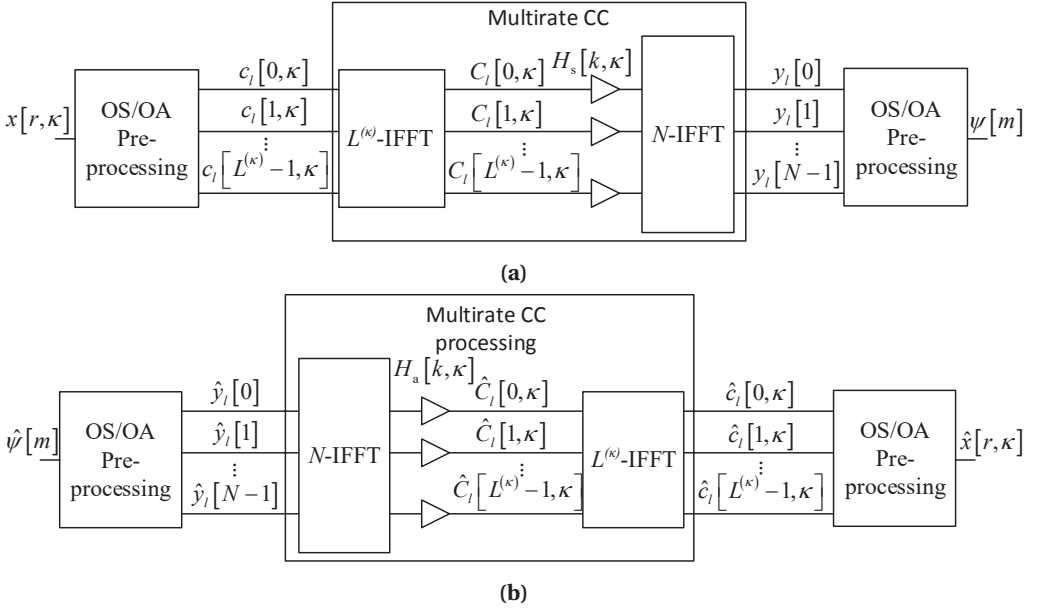 Multirate CC
x[r,κ]
OS/OA
Pre-
processing
c_l[0,κ]
c_l[1,κ]
⋮
c_l[L^(κ)−1,κ]
L^(κ)-IFFT
C_l[0,κ]
C_l[1,κ]
⋮
C_l[L^(κ)−1,κ]
H_s[k,κ]
N-IFFT
y_l[0]
y_l[1]
⋮
y_l[N−1]
OS/OA
Pre-
processing
ψ[m]
(a)
Multirate CC
processing
ψ̂[m]
OS/OA
Pre-
processing
ŷ_l[0]
ŷ_l[1]
⋮
ŷ_l[N−1]
N-IFFT
H_a[k,κ]
Ĉ_l[0,κ]
Ĉ_l[1,κ]
⋮
Ĉ_l[L^(κ)−1,κ]
L^(κ)-IFFT
ĉ_l[0,κ]
ĉ_l[1,κ]
⋮
ĉ_l[L^(κ)−1,κ]
OS/OA
Pre-
processing
x̂[r,κ]
(b)